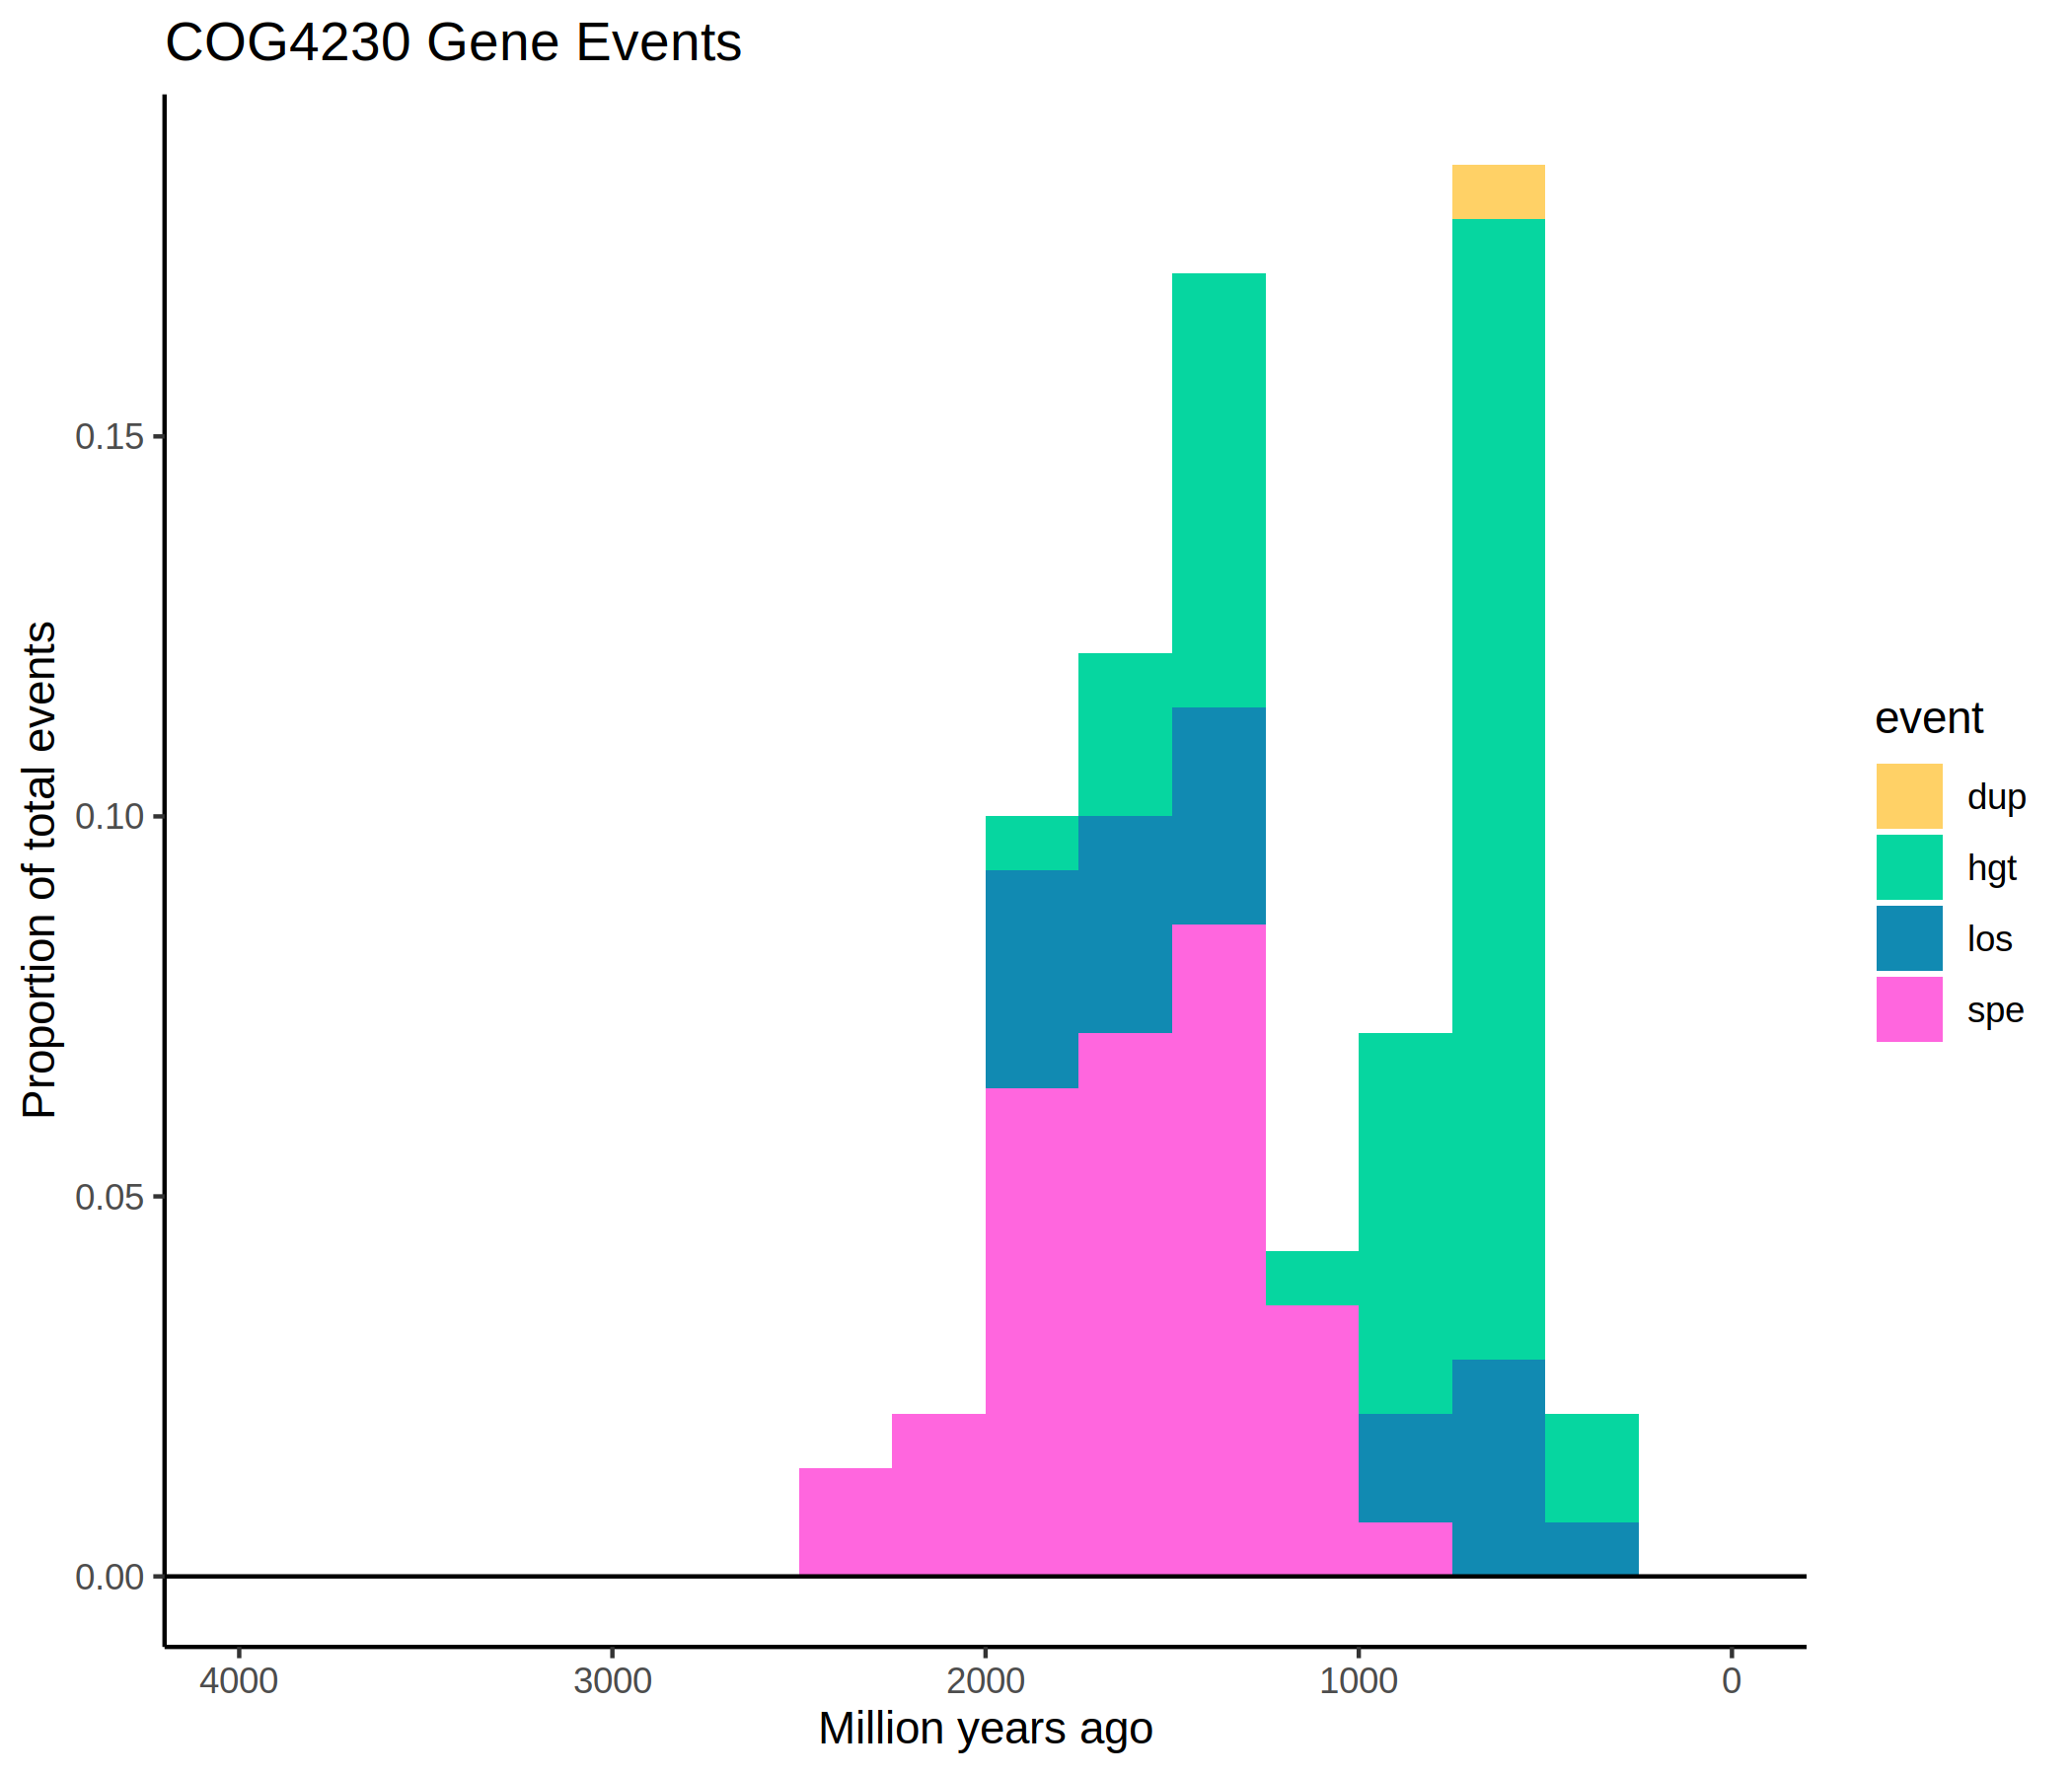 COG4230 Gene Events
Proportion of total events
0.15
0.10
0.05
0.00
4000 3000 2000 1000 0
Million years ago
event
dup
hgt
los
spe